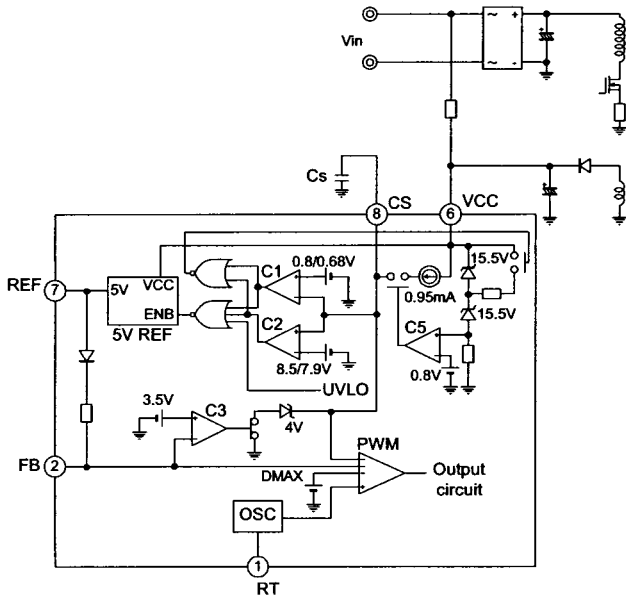 Vin
~
+
~
-
Cs
8
CS
6
VCC
REF
7
5V
VCC
ENB
5V REF
C1
0.8/0.68V
C2
8.5/7.9V
UVLO
0.95mA
15.5V
15.5V
C5
0.8V
3.5V
C3
4V
FB
2
PWM
DMAX
Output
circuit
OSC
1
RT